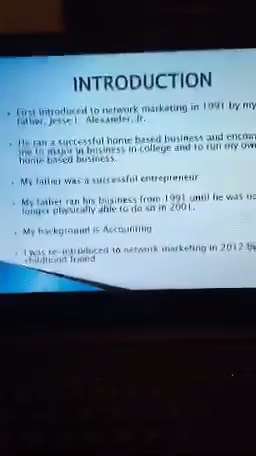 INTRODUCTION
First introduced to network marketing in 1991 by my
father, Jesse L. Alexander, Jr.
He ran a successful home based business and
me to major in business in college and to run my own
home based business.
My father was a successful entrepreneur
My father ran his business from 1991 until he was no
longer physically able to do so in 2001.
My background is Accounting
I was re-introduced to network marketing in 2012 by
childhood friend